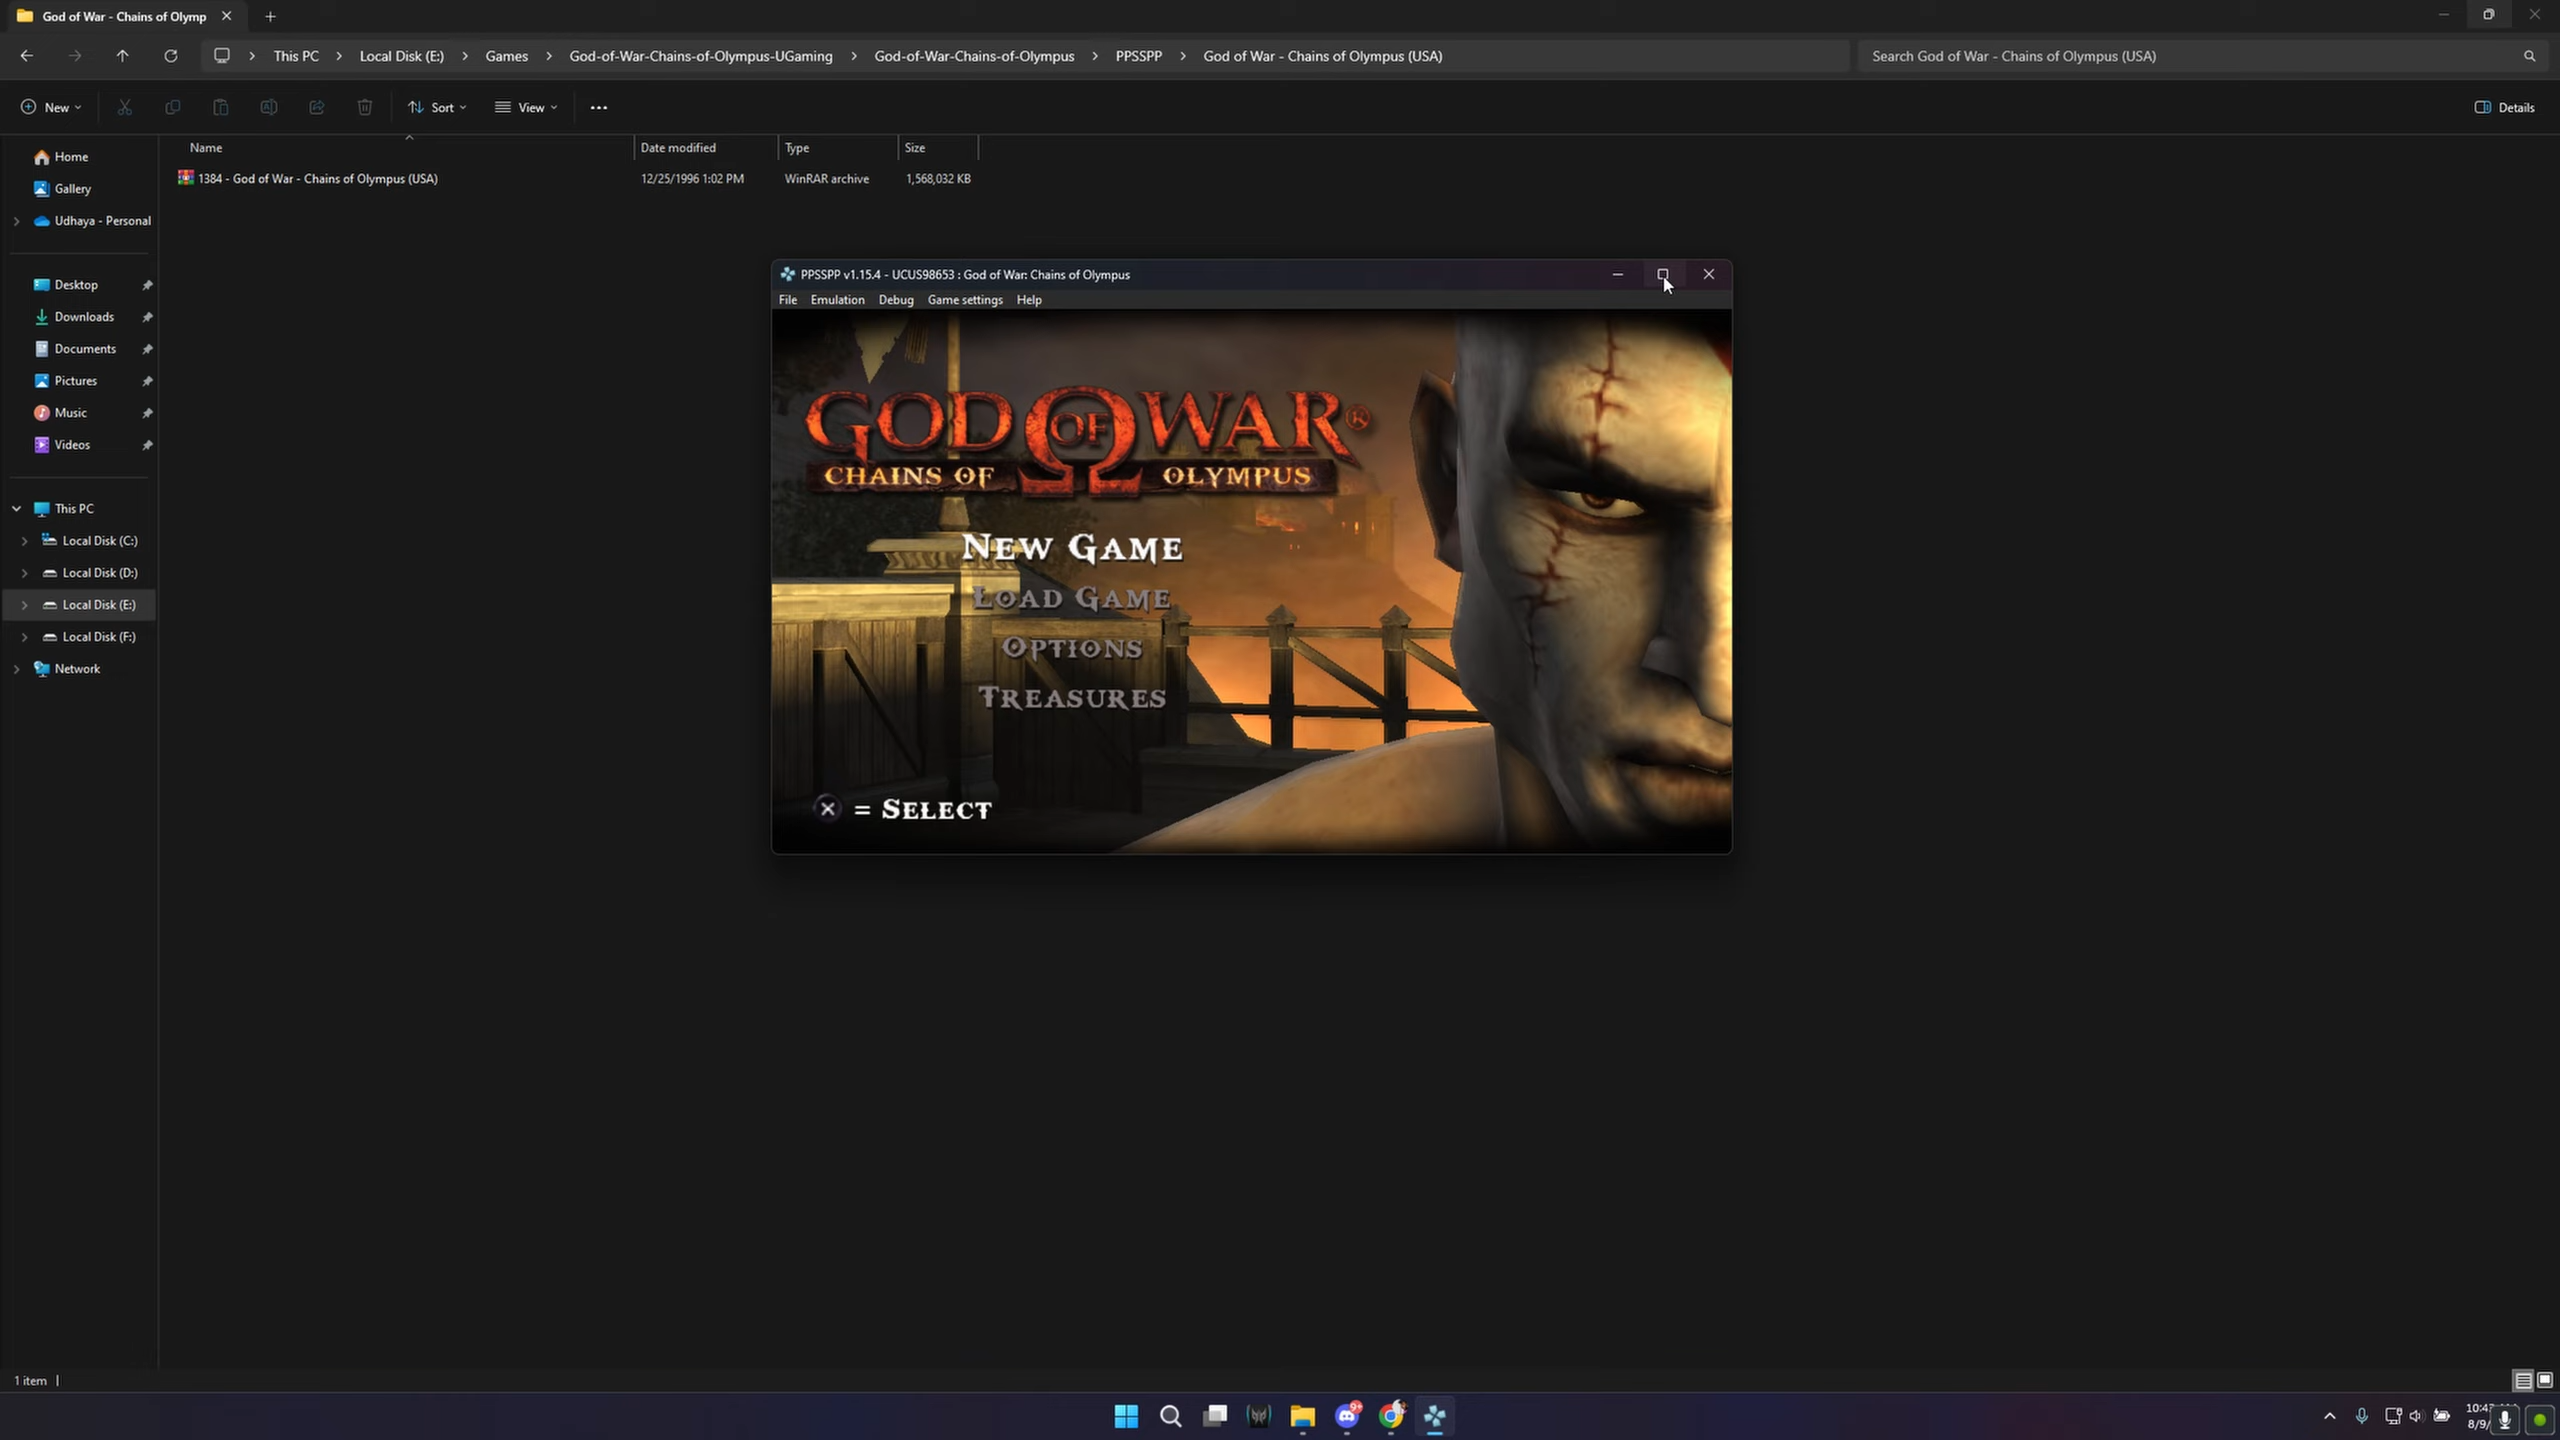 God of War - Chains of Olymp
This PC > Local Disk (E:) > Games > God-of-War-Chains-of-Olympus-UGaming > God-of-War-Chains-of-Olympus > PPSSPP > God of War - Chains of Olympus (USA)
Search God of War - Chains of Olympus (USA)
New
Sort
View
Details
Name
Date modified
Type
Size
1384 - God of War - Chains of Olympus (USA)
12/25/1996 1:02 PM
WinRAR archive
1,568,032 KB
Home
Gallery
Udhaya - Personal
Desktop
Downloads
Documents
Pictures
Music
Videos
This PC
Local Disk (C:)
Local Disk (D:)
Local Disk (E:)
Local Disk (F:)
Network
PPSSPP v1.15.4 - UCUS98653 : God of War: Chains of Olympus
File Emulation Debug Game settings Help
GOD OF WAR®
CHAINS OF OLYMPUS
NEW GAME
LOAD GAME
OPTIONS
TREASURES
= SELECT
1 item
9+
8/9/